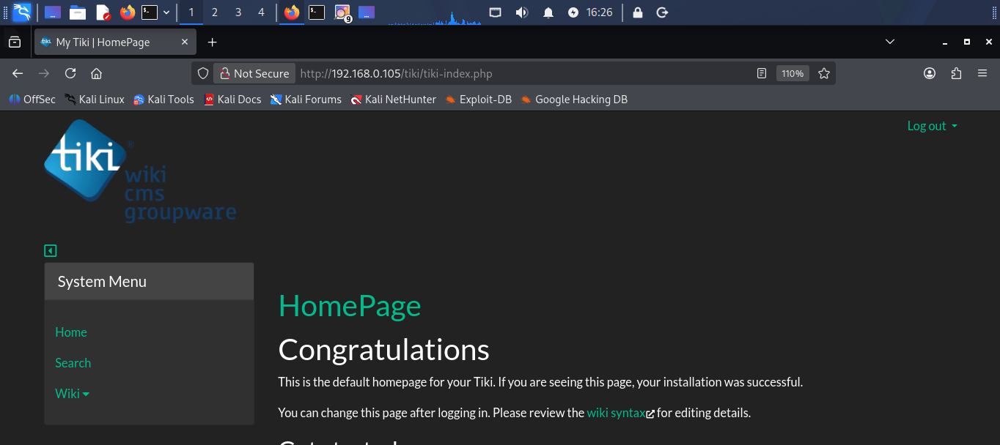 1 2 3 4 9 16:26
tiki My Tiki | HomePage
Not Secure http://192.168.0.105/tiki/tiki-index.php 110%
OffSec Kali Linux Kali Tools Kali Docs Kali Forums Kali NetHunter Exploit-DB Google Hacking DB
Log out
tiki ®
wiki
cms
groupware
System Menu
Home
Search
Wiki
HomePage
Congratulations
This is the default homepage for your Tiki. If you are seeing this page, your installation was successful.
You can change this page after logging in. Please review the wiki syntax for editing details.